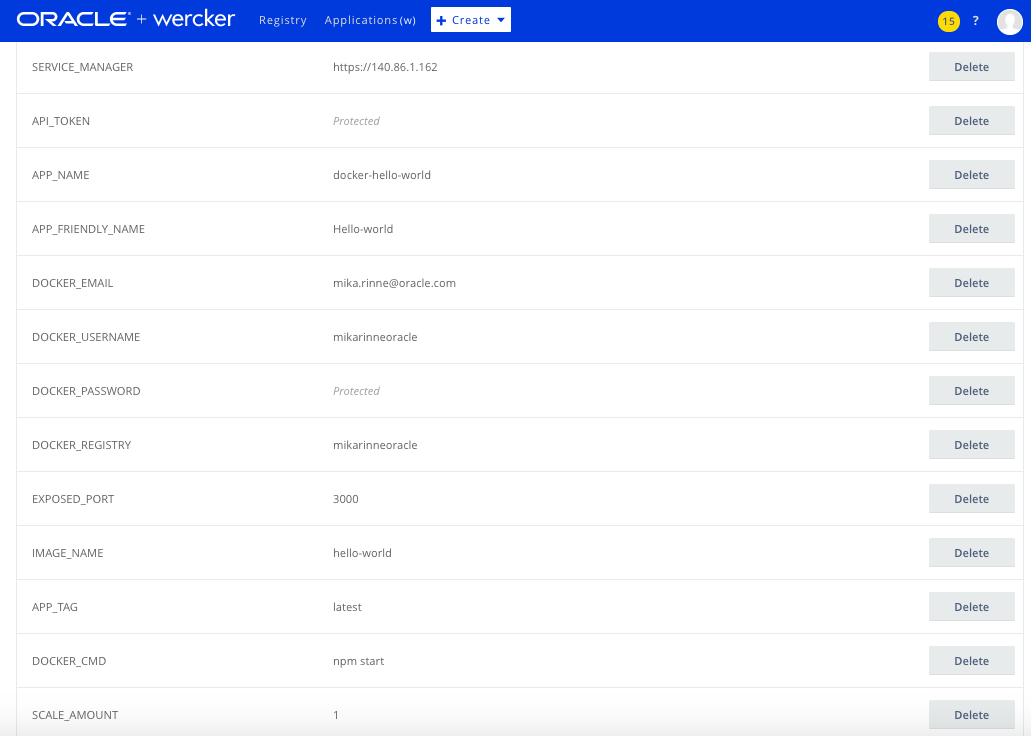 ORACLE + wercker Registry Applications(w) + Create 15 ?
SERVICE_MANAGER https://140.86.1.162 Delete
API_TOKEN Protected Delete
APP_NAME docker-hello-world Delete
APP_FRIENDLY_NAME Hello-world Delete
DOCKER_EMAIL mika.rinne@oracle.com Delete
DOCKER_USERNAME mikarinneoracle Delete
DOCKER_PASSWORD Protected Delete
DOCKER_REGISTRY mikarinneoracle Delete
EXPOSED_PORT 3000 Delete
IMAGE_NAME hello-world Delete
APP_TAG latest Delete
DOCKER_CMD npm start Delete
SCALE_AMOUNT 1 Delete